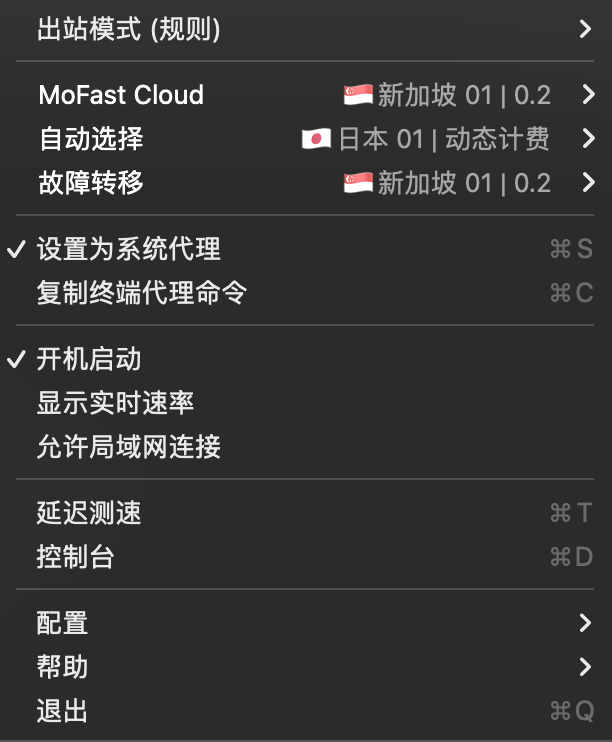 出站模式 (规则)
MoFast Cloud 🇸🇬新加坡 01 | 0.2
自动选择 🇯🇵日本 01 | 动态计费
故障转移 🇸🇬新加坡 01 | 0.2
✓ 设置为系统代理 ⌘S
复制终端代理命令 ⌘C
✓ 开机启动
显示实时速率
允许局域网连接
延迟测速 ⌘T
控制台 ⌘D
配置
帮助
退出 ⌘Q